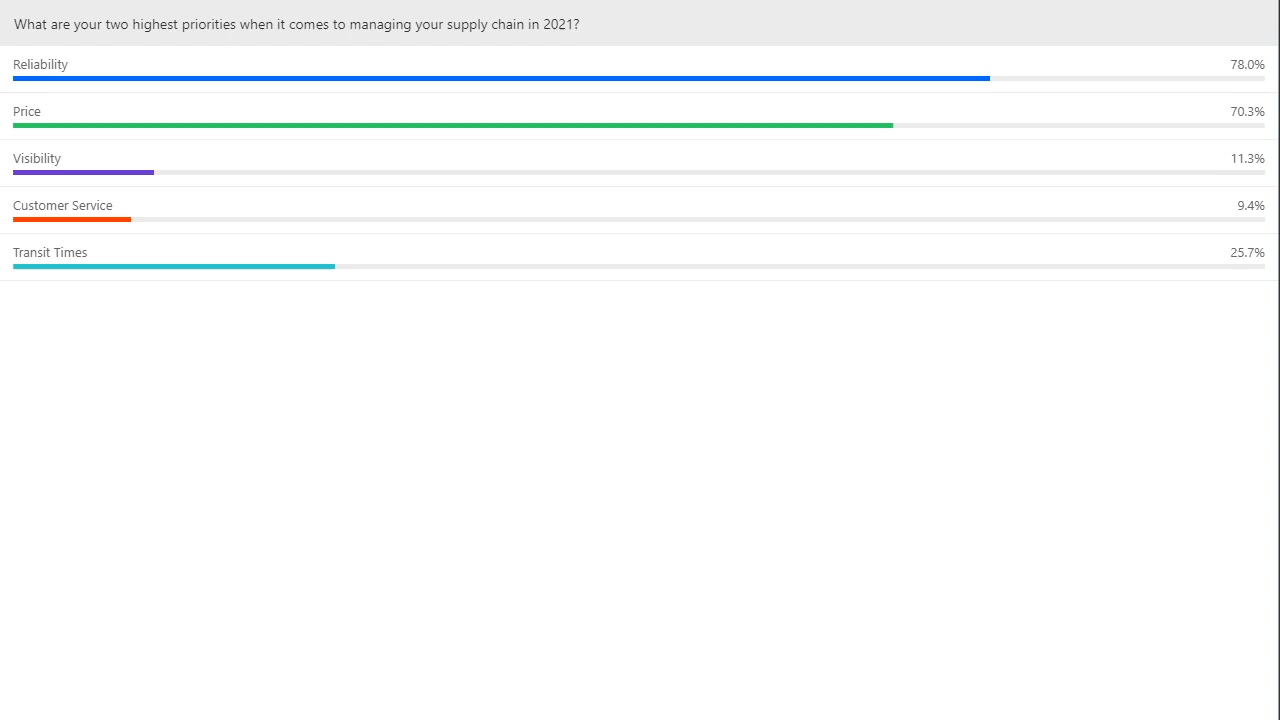 What are your two highest priorities when it comes to managing your supply chain in 2021?
Reliability 78.0%
Price 70.3%
Visibility 11.3%
Customer Service 9.4%
Transit Times 25.7%